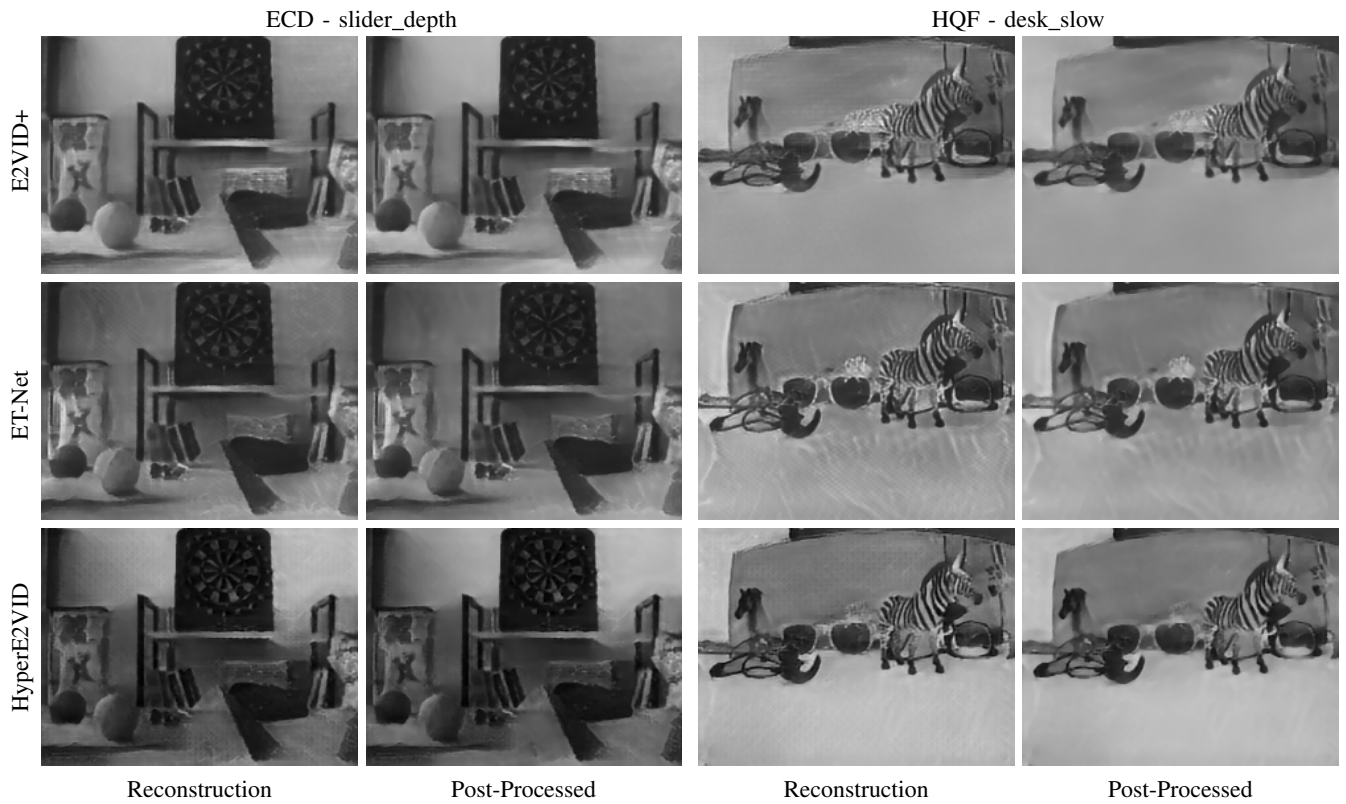 ECD - slider_depth
HQF - desk_slow
E2VID+
ET-Net
HyperE2VID
Reconstruction
Post-Processed
Reconstruction
Post-Processed